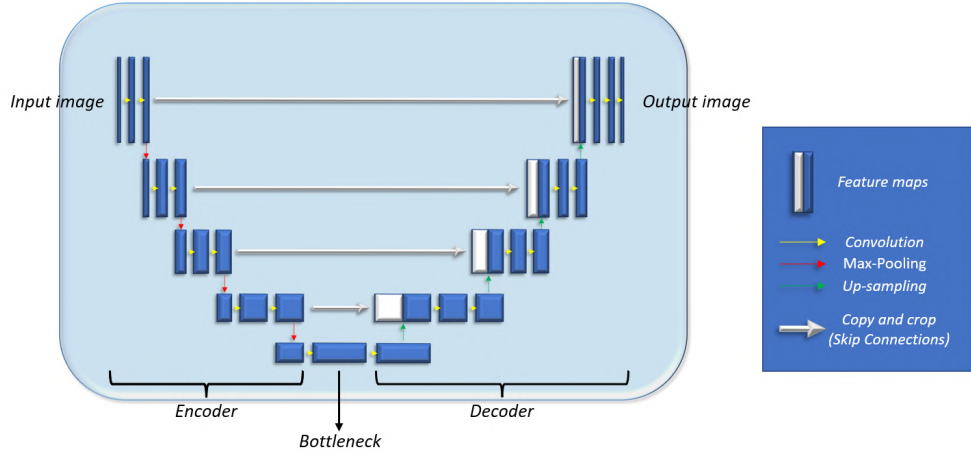 Input image
Output image
Feature maps
Convolution
Max-Pooling
Up-sampling
Copy and crop
(Skip Connections)
Encoder
Decoder
Bottleneck